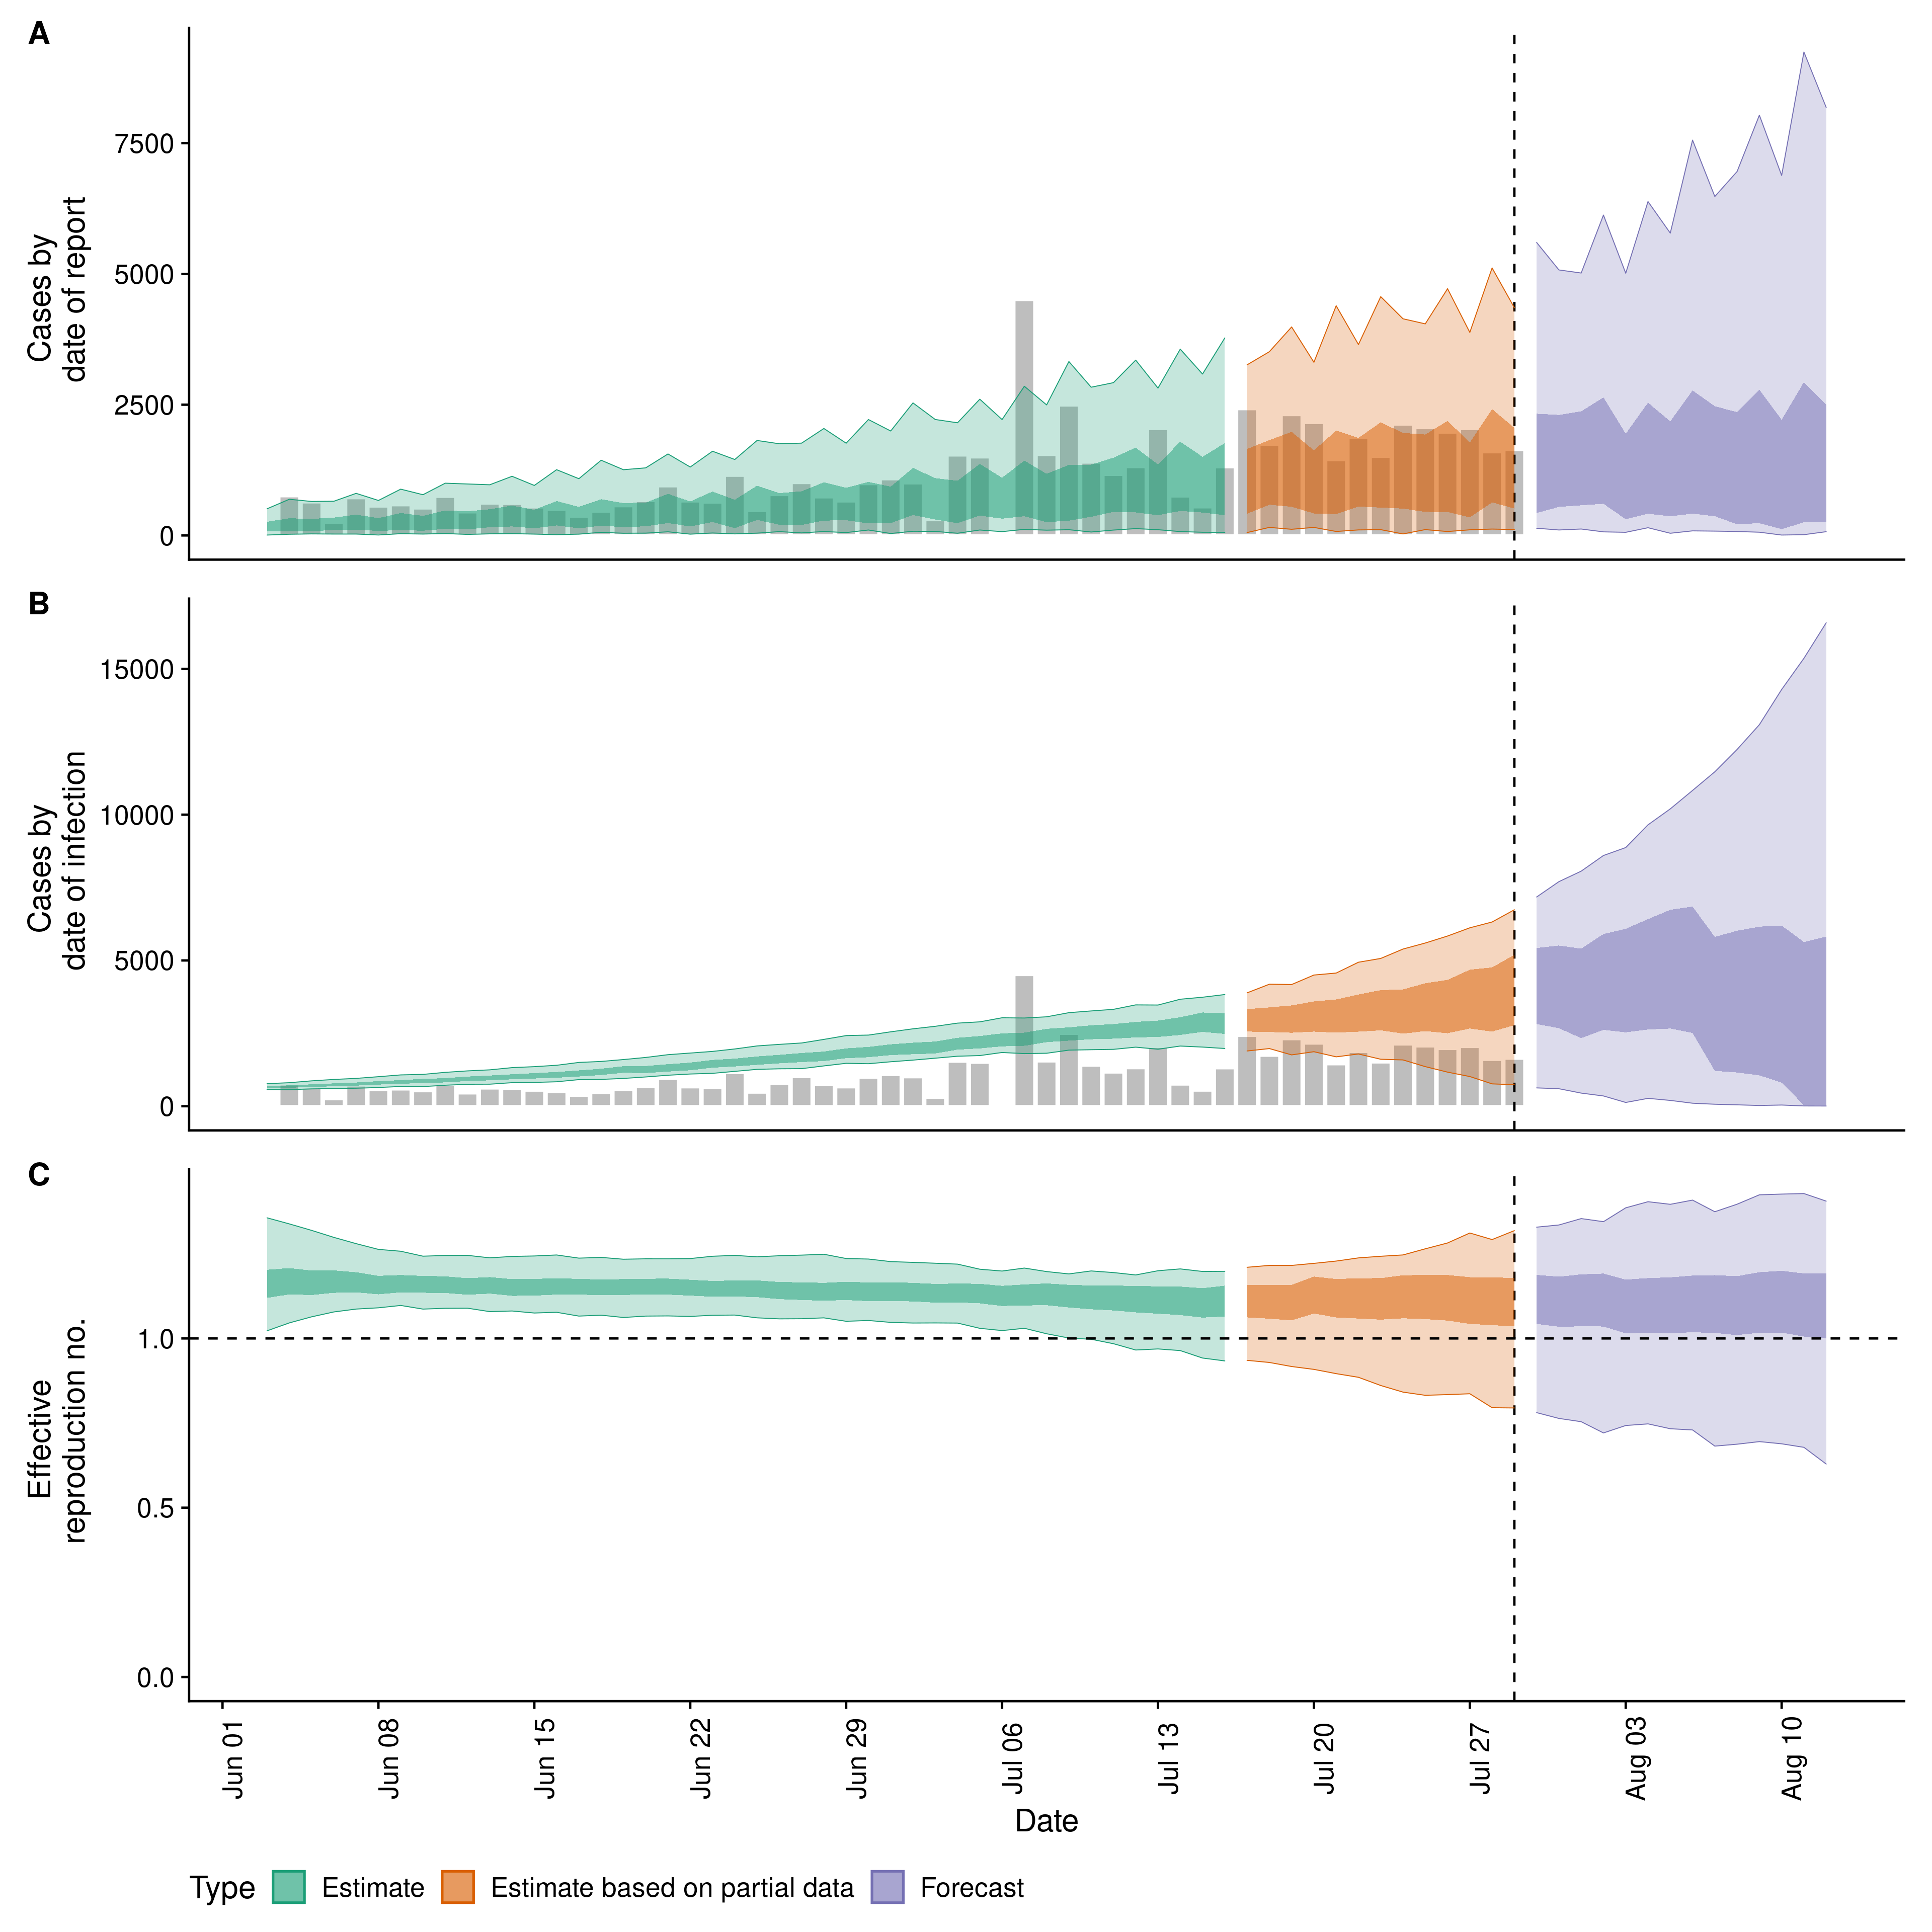 A
Cases by
date of report
7500
5000
2500
0
B
Cases by
date of infection
15000
10000
5000
0
C
Effective
reproduction no.
1.0
0.5
0.0
Jun 01
Jun 08
Jun 15
Jun 22
Jun 29
Jul 06
Jul 13
Jul 20
Jul 27
Aug 03
Aug 10
Date
Type Estimate Estimate based on partial data Forecast